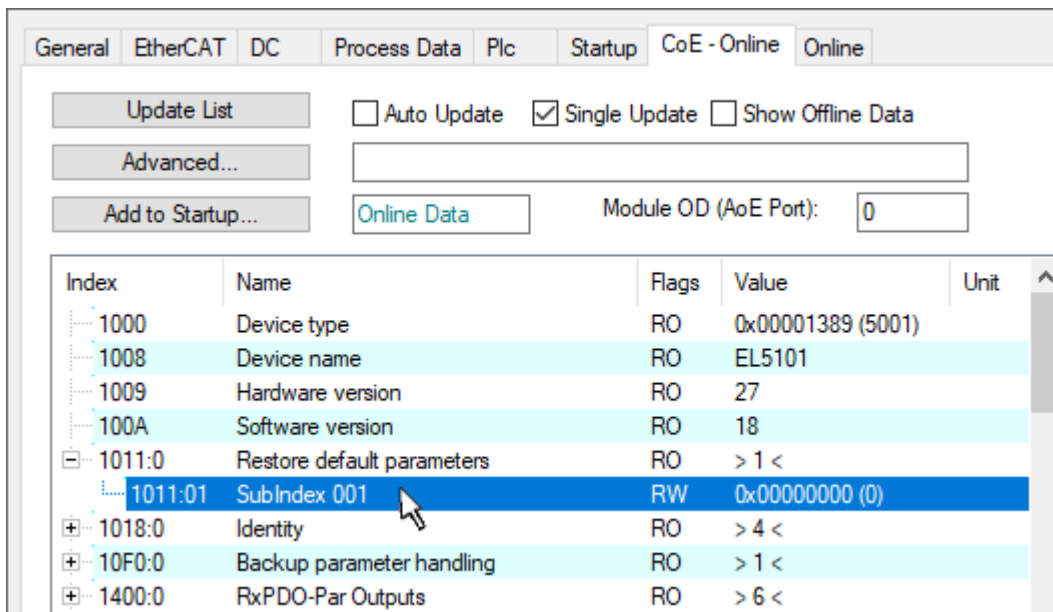 General EtherCAT DC Process Data Plc Startup CoE - Online Online
Update List Auto Update Single Update Show Offline Data
Advanced...
Add to Startup... Online Data Module OD (AoE Port): 0
Index Name Flags Value Unit
1000 Device type RO 0x00001389 (5001)
1008 Device name RO EL5101
1009 Hardware version RO 27
100A Software version RO 18
1011:0 Restore default parameters RO > 1 <
1011:01 SubIndex 001 RW 0x00000000 (0)
1018:0 Identity RO > 4 <
10F0:0 Backup parameter handling RO > 1 <
1400:0 RxPDO-Par Outputs RO > 6 <